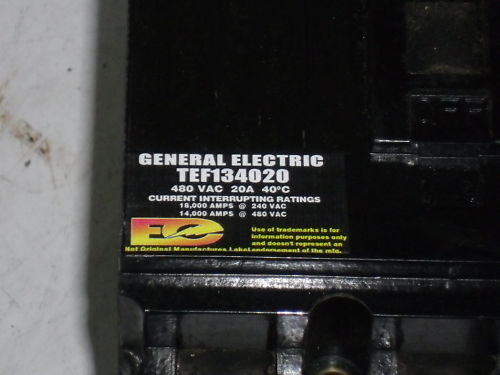 GENERAL ELECTRIC
TEF134020
480 VAC 20A 40°C
CURRENT INTERRUPTING RATINGS
18,000 AMPS @ 240 VAC
14,000 AMPS @ 480 VAC
Use of trademarks is for
information purposes only
and doesn't represent an
Not Original Manufactures Label endorsement of the mfg.